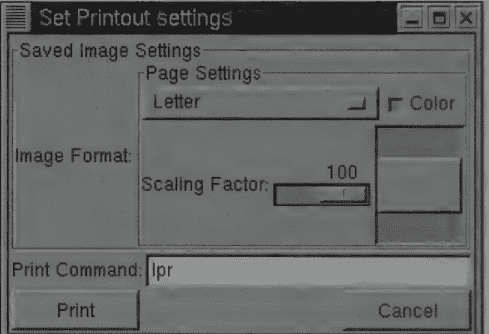 Set Printout settings
Saved Image Settings
Page Settings
Letter
Color
Image Format:
100
Scaling Factor:
Print Command: lpr
Print
Cancel